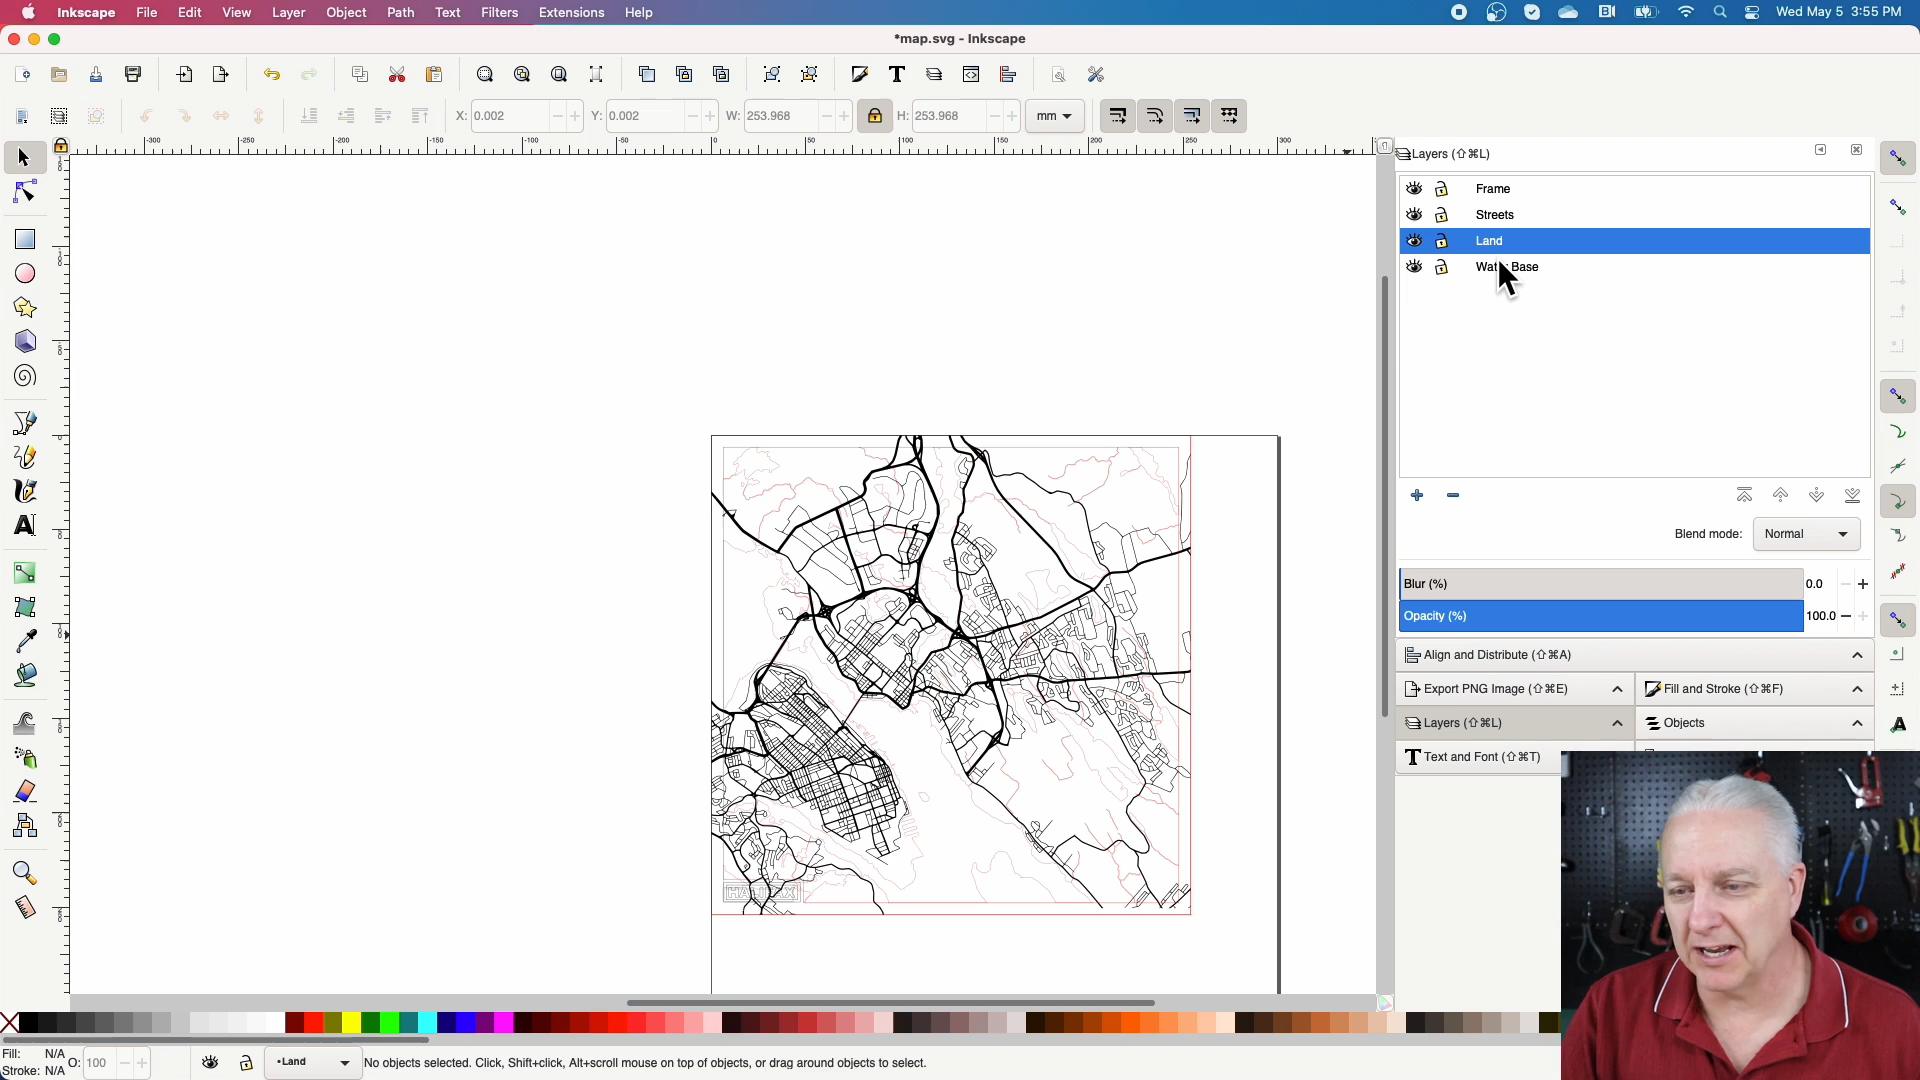 Inkscape File Edit View Layer Object Path Text Filters Extensions Help Wed May 5 3:55 PM
*map.svg - Inkscape
X: 0.002 Y: 0.002 W: 253.968 H: 253.968 mm
Layers (⇧⌘L)
Frame
Streets
Land
Water Base
Blend mode: Normal
Blur (%) 0.0
Opacity (%) 100.0
Align and Distribute (⇧⌘A)
Export PNG Image (⇧⌘E) Fill and Stroke (⇧⌘F)
Layers (⇧⌘L) Objects
Text and Font (⇧⌘T)
HALIFAX
Fill: N/A
Stroke: N/A
O: 100 •Land No objects selected. Click, Shift+click, Alt+scroll mouse on top of objects, or drag around objects to select.